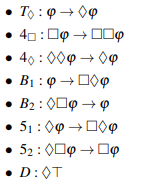 • T◊ : φ → ◊φ
• 4□ : □φ → □□φ
• 4◊ : ◊◊φ → ◊φ
• B₁ : φ → □◊φ
• B₂ : ◊□φ → φ
• 5₁ : ◊φ → □◊φ
• 5₂ : ◊□φ → □φ
• D : ◊⊤